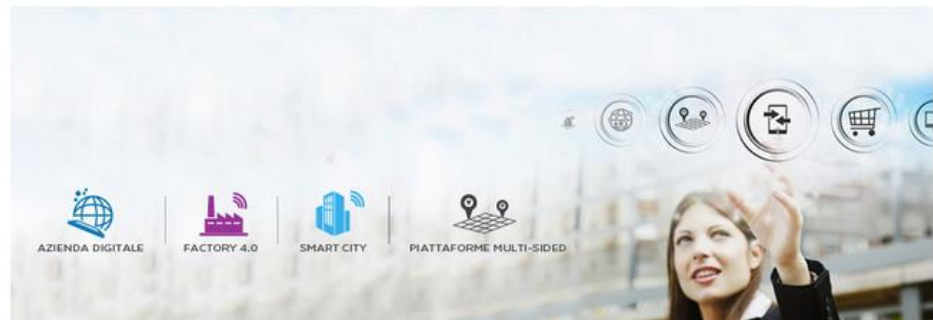 AZIENDA DIGITALE
FACTORY 4.0
SMART CITY
PIATTAFORME MULTI-SIDED